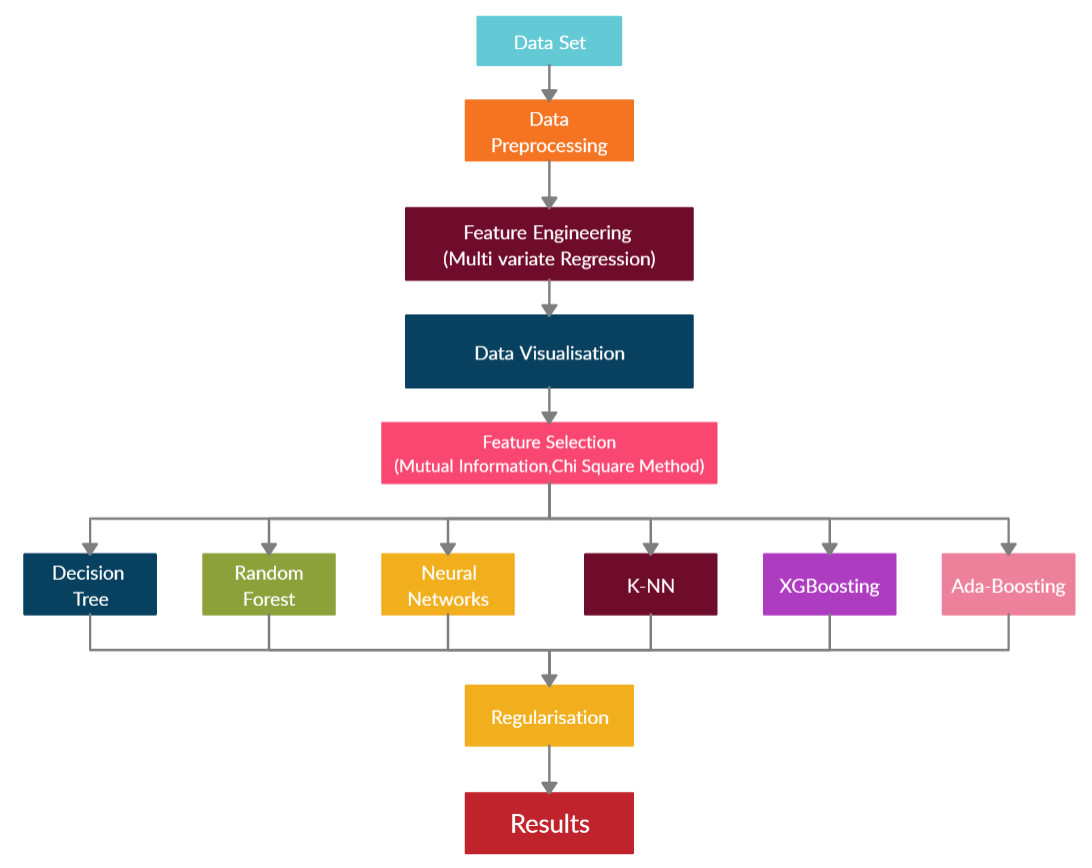 Data Set
Data
Preprocessing
Feature Engineering
(Multi variate Regression)
Data Visualisation
Feature Selection
(Mutual Information,Chi Square Method)
Decision
Tree
Random
Forest
Neural
Networks
K-NN
XGBoosting
Ada-Boosting
Regularisation
Results